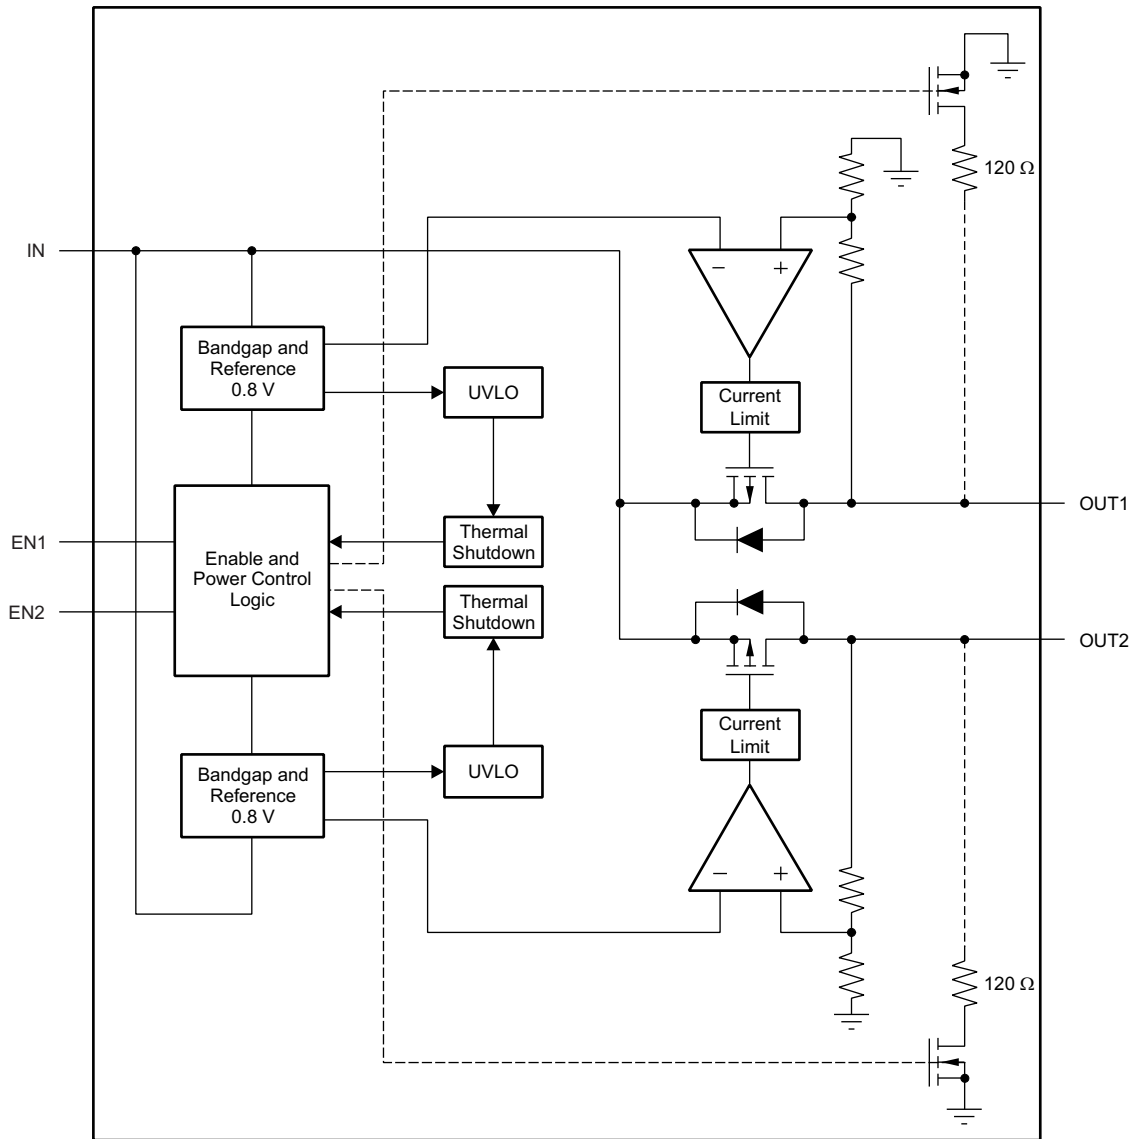 120 Ω
IN
−
+
Bandgap and
Reference
0.8 V
UVLO
Current
Limit
OUT1
EN1
Thermal
Shutdown
Enable and
Power Control
Logic
EN2
Thermal
Shutdown
OUT2
Current
Limit
Bandgap and
Reference
0.8 V
UVLO
−
+
120 Ω